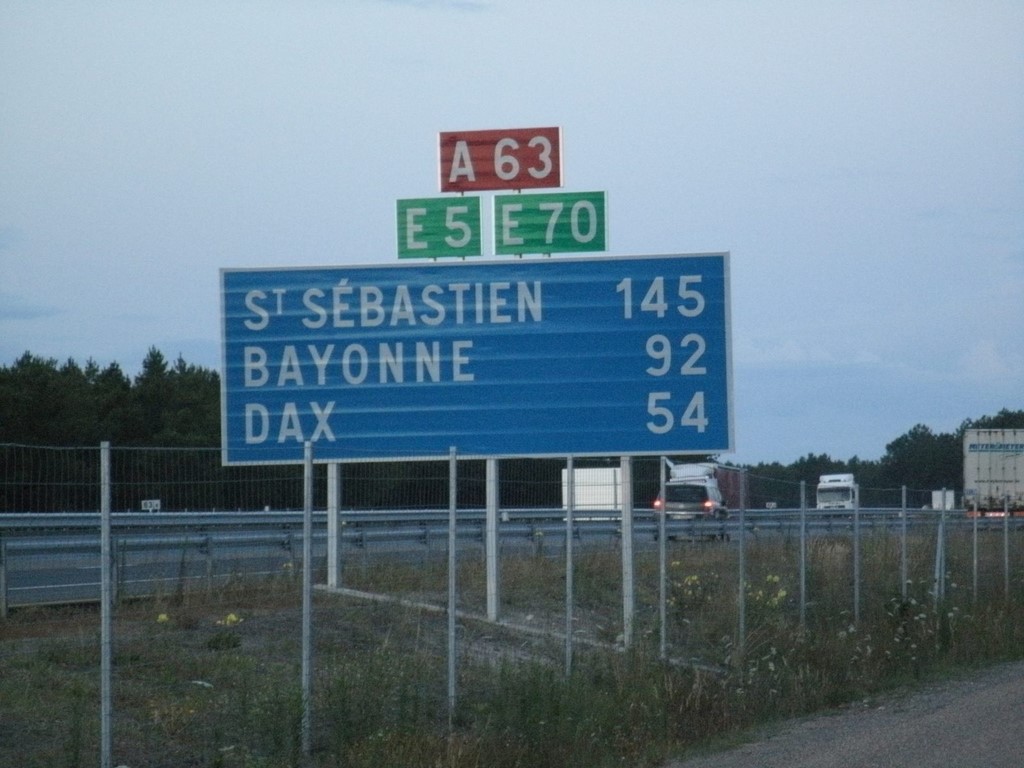 A 63
E 5 E 70
ST SÉBASTIEN 145
BAYONNE 92
DAX 54